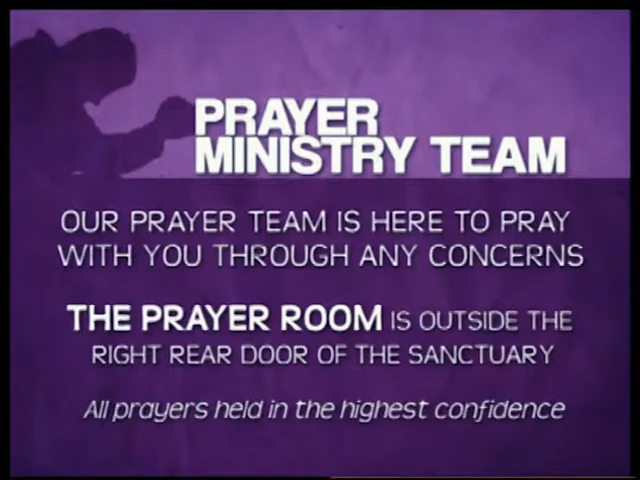 PRAYER
MINISTRY TEAM
OUR PRAYER TEAM IS HERE TO PRAY
WITH YOU THROUGH ANY CONCERNS
THE PRAYER ROOM IS OUTSIDE THE
RIGHT REAR DOOR OF THE SANCTUARY
All prayers held in the highest confidence